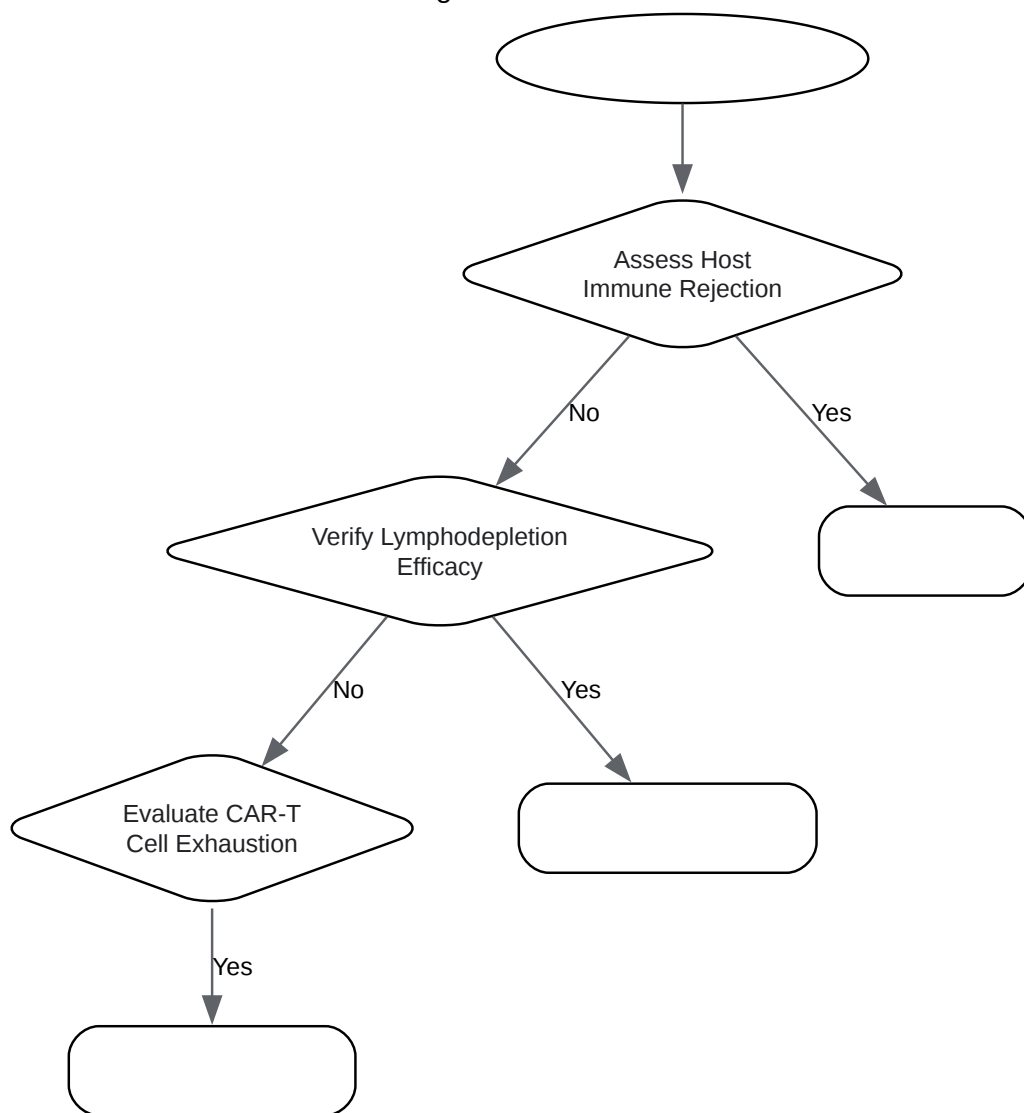 Assess Host
Immune Rejection
No
Yes
Verify Lymphodepletion
Efficacy
No
Yes
Evaluate CAR-T
Cell Exhaustion
Yes